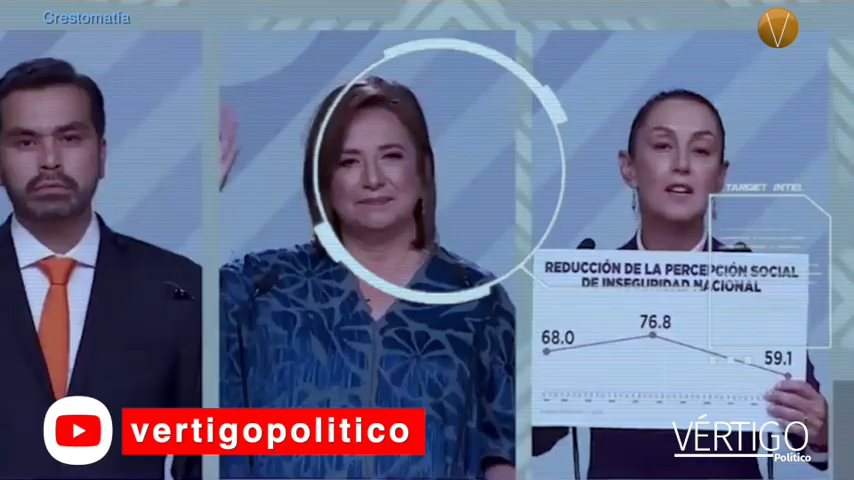 Crestomatía
V
TARGET INTEL
REDUCCIÓN DE LA PERCEPCIÓN SOCIAL
DE INSEGURIDAD NACIONAL
68.0
76.8
59.1
vertigopolitico
VÉRTIGO
Político